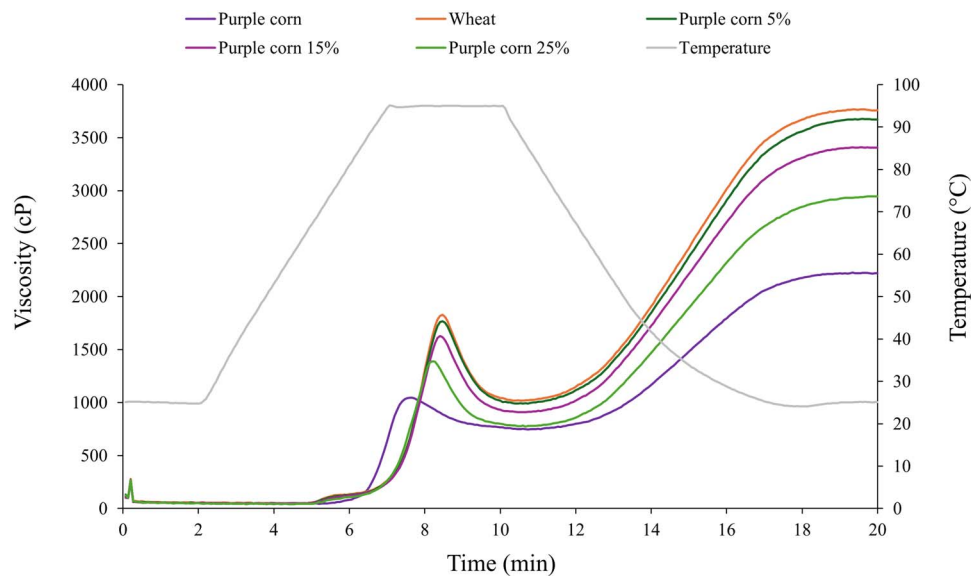 Purple corn Wheat Purple corn 5%
Purple corn 15% Purple corn 25% Temperature
4000 100
3500 90
3000 80
2500 70
2000 60
1500 50
1000 40
500 30
0 20
10
0
Viscosity (cP)
Temperature (°C)
0 2 4 6 8 10 12 14 16 18 20
Time (min)